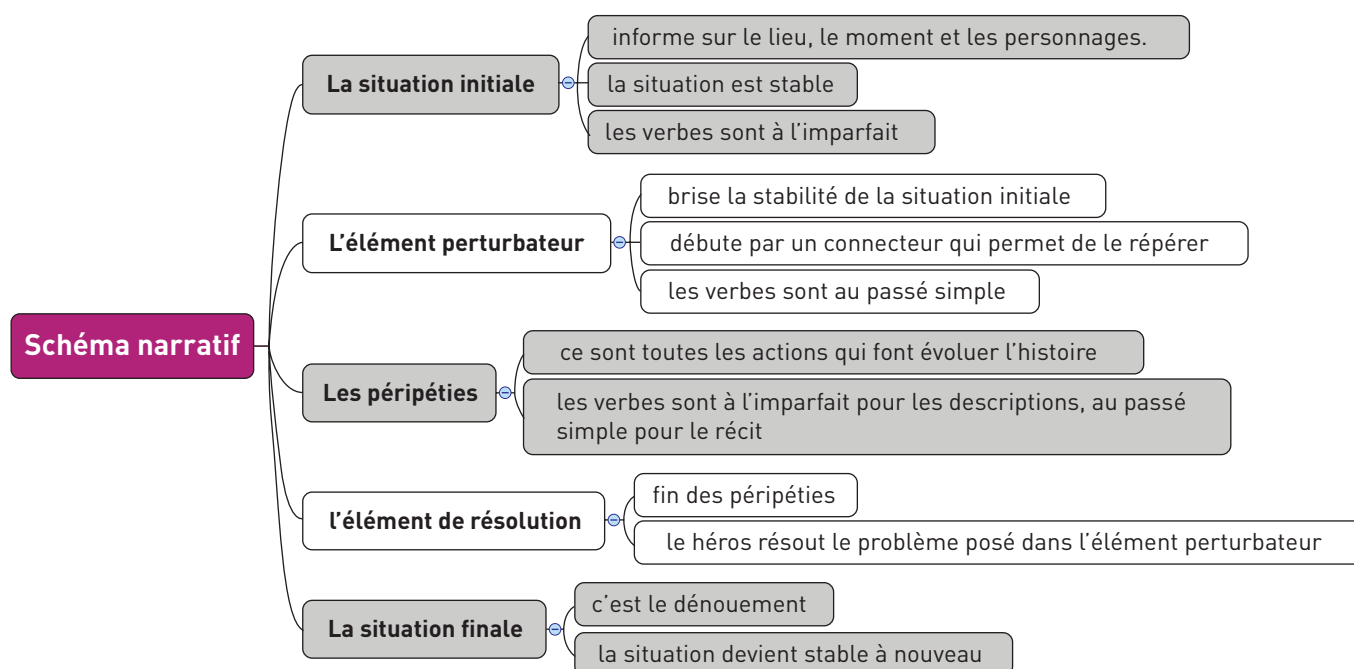 Schéma narratif
La situation initiale
informe sur le lieu, le moment et les personnages.
la situation est stable
les verbes sont à l'imparfait
L'élément perturbateur
brise la stabilité de la situation initiale
débute par un connecteur qui permet de le répérer
les verbes sont au passé simple
Les péripéties
ce sont toutes les actions qui font évoluer l'histoire
les verbes sont à l'imparfait pour les descriptions, au passé
simple pour le récit
l'élément de résolution
fin des péripéties
le héros résout le problème posé dans l'élément perturbateur
La situation finale
c'est le dénouement
la situation devient stable à nouveau